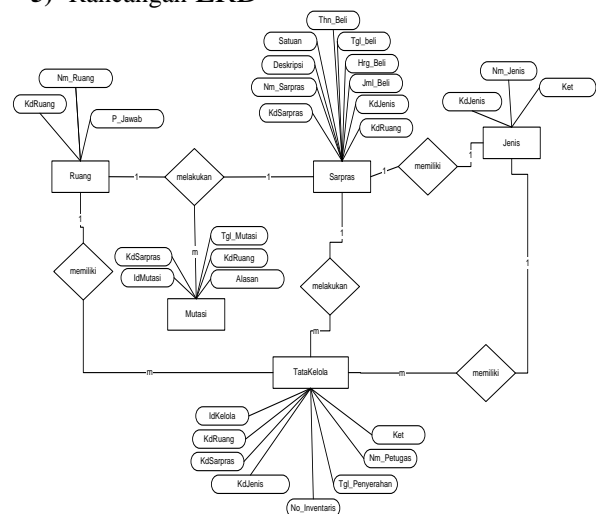 3) Rancangan ERD
Thn_Beli
Satuan
Tgl_beli
Deskripsi
Hrg_Beli
Nm_Sarpras
Jml_Beli
KdSarpras
KdJenis
KdRuang
Nm_Ruang
KdRuang
P_Jawab
Nm_Jenis
KdJenis
Ket
Ruang
1
melakukan
1
Sarpras
1
memiliki
1
Jenis
1
m
1
1
memiliki
KdSarpras
IdMutasi
Tgl_Mutasi
KdRuang
Alasan
Mutasi
melakukan
m
m
TataKelola
m
memiliki
IdKelola
KdRuang
KdSarpras
KdJenis
No_Inventaris
Tgl_Penyerahan
Nm_Petugas
Ket